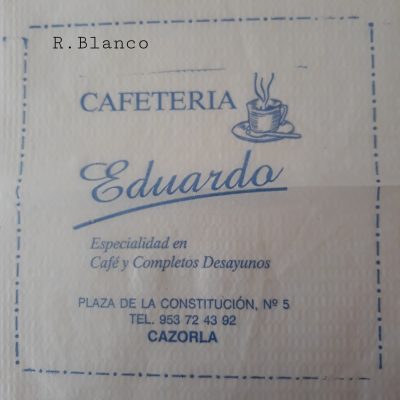 R.Blanco
CAFETERIA
Eduardo
Especialidad en
Café y Completos Desayunos
PLAZA DE LA CONSTITUCIÓN, Nº 5
TEL. 953 72 43 92
CAZORLA